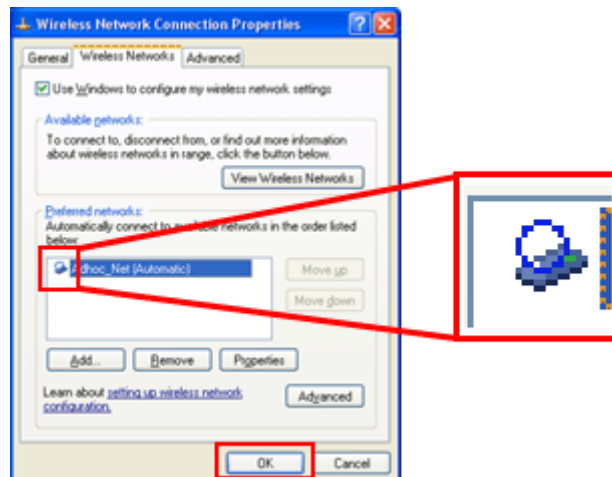 Wireless Network Connection Properties
General Wireless Networks Advanced
Use Windows to configure my wireless network settings
Available networks:
To connect to, disconnect from, or find out more information
about wireless networks in range, click the button below.
View Wireless Networks
Preferred networks:
Automatically connect to available networks in the order listed
below:
Adhoc_Net (Automatic)
Move up
Move down
Add... Remove Properties
Learn about setting up wireless network
configuration.
Advanced
OK Cancel